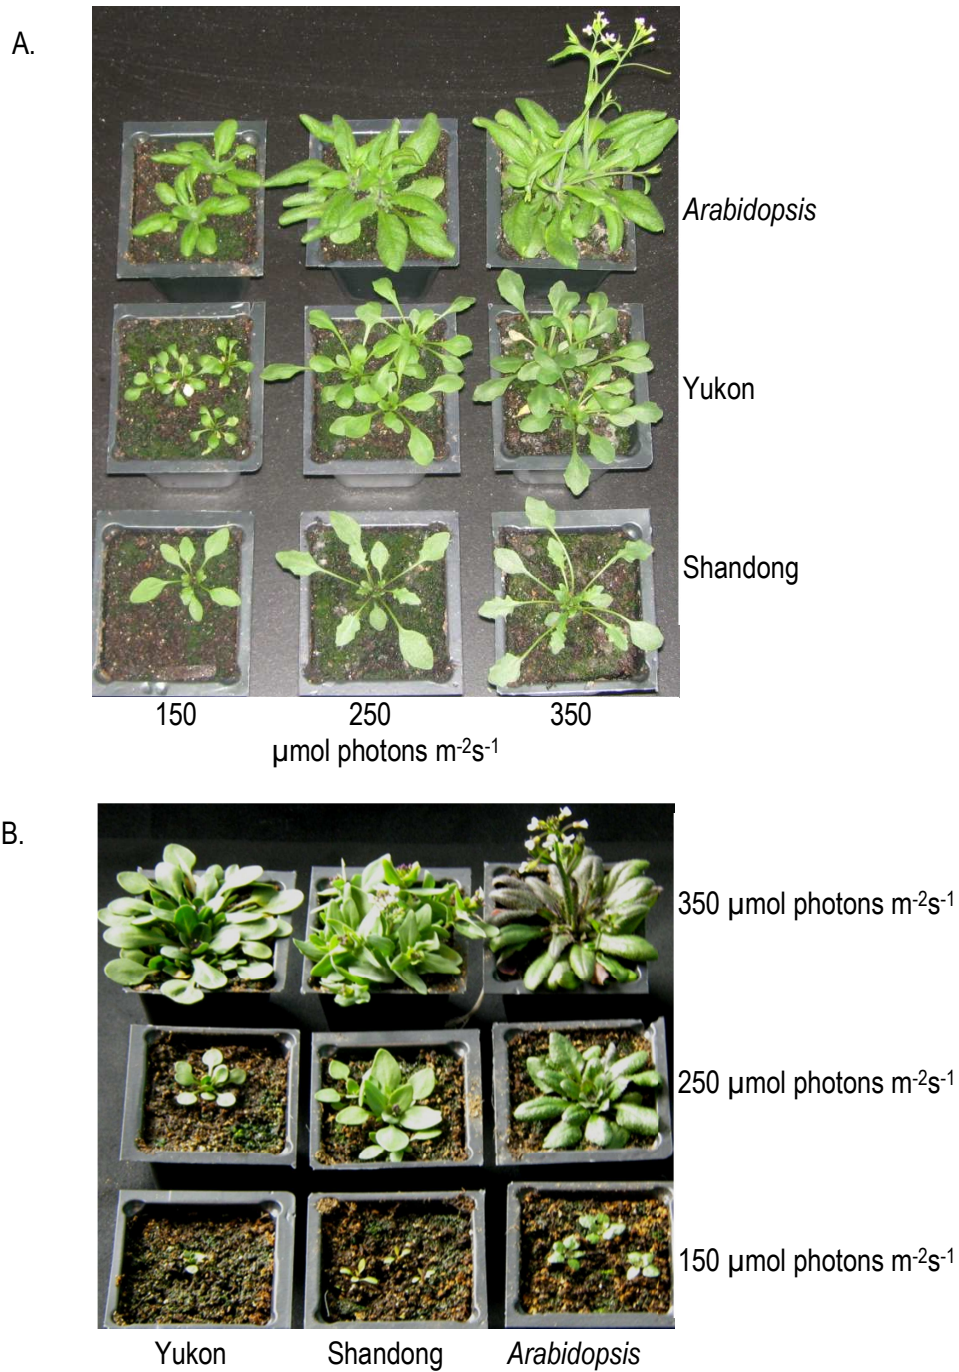 A.
Arabidopsis
Yukon
Shandong
150 250 350
µmol photons m-2s-1
B.
350 µmol photons m-2s-1
250 µmol photons m-2s-1
150 µmol photons m-2s-1
Yukon Shandong Arabidopsis